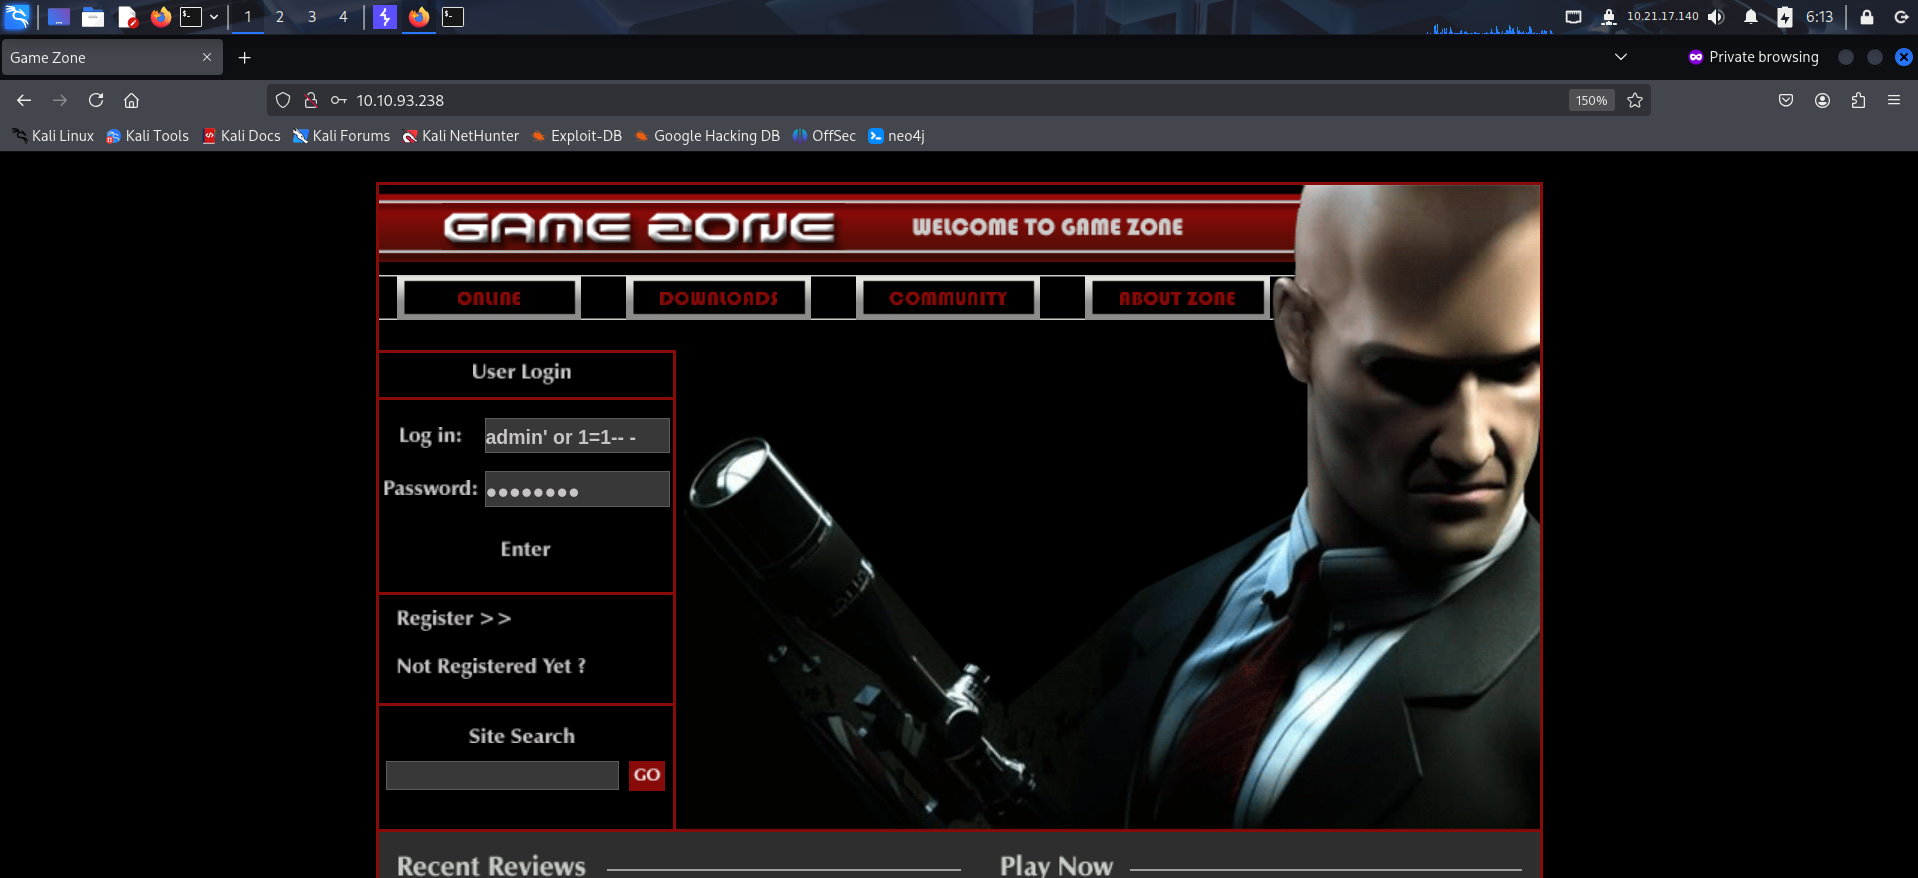 1 2 3 4 10.21.17.140 6:13
Game Zone Private browsing
10.10.93.238 150%
Kali Linux Kali Tools Kali Docs Kali Forums Kali NetHunter Exploit-DB Google Hacking DB OffSec neo4j
GAME ZONE WELCOME TO GAME ZONE
ONLINE DOWNLOADS COMMUNITY ABOUT ZONE
User Login
Log in: admin' or 1=1-- -
Password: ••••••••
Enter
Register >>
Not Registered Yet ?
Site Search
GO
Recent Reviews Play Now